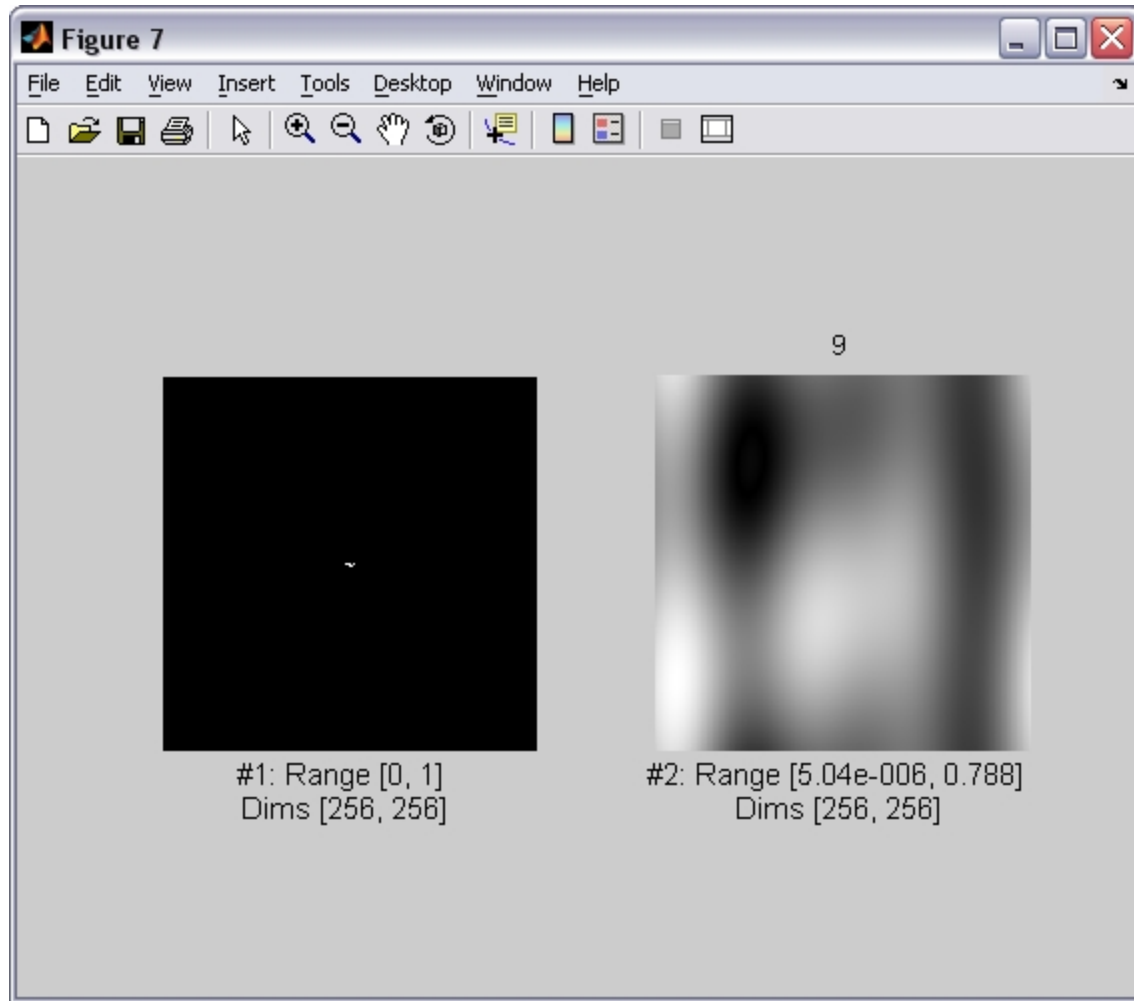 Figure 7
File Edit View Insert Tools Desktop Window Help
9
#1: Range [0, 1]
Dims [256, 256]
#2: Range [5.04e-006, 0.788]
Dims [256, 256]